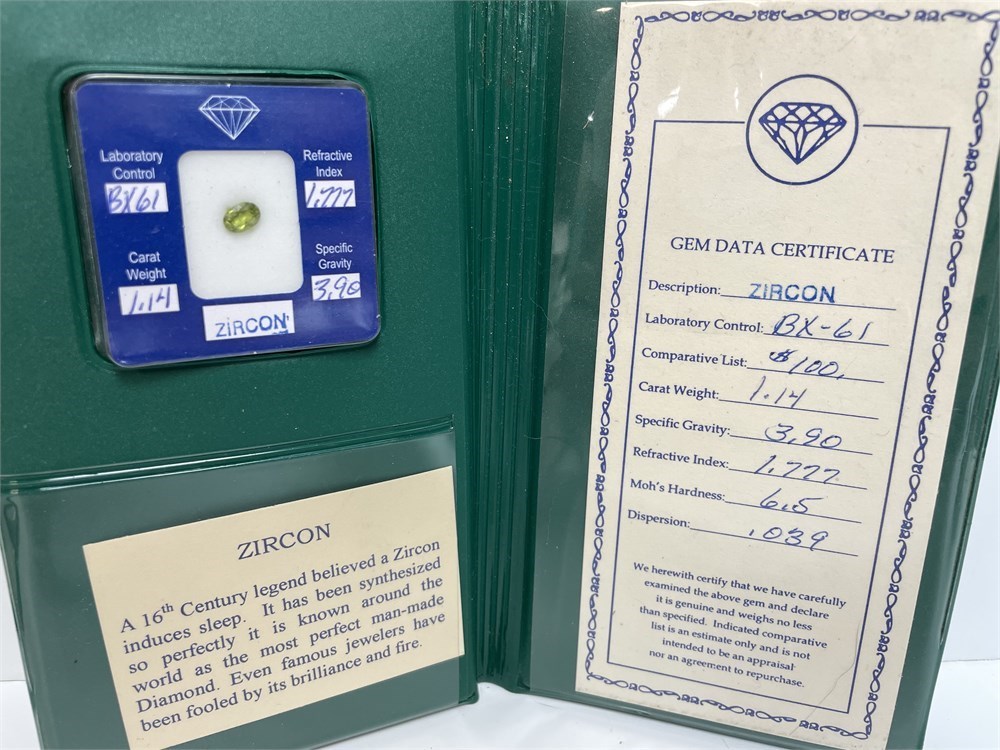 Laboratory
Control
BX61
Refractive
Index
1.777
Carat
Weight
1.14
Specific
Gravity
3.90
ZIRCON
ZIRCON
A 16th Century legend believed a Zircon
induces sleep. It has been synthesized
so perfectly it is known around the
world as the most perfect man-made
Diamond. Even famous jewelers have
been fooled by its brilliance and fire.
GEM DATA CERTIFICATE
Description: ZIRCON
Laboratory Control: BX-61
Comparative List: $100.
Carat Weight: 1.14
Specific Gravity: 3.90
Refractive Index: 1.777
Moh's Hardness: 6.5
Dispersion: .039
We herewith certify that we have carefully
examined the above gem and declare
it is genuine and weighs no less
than specified. Indicated comparative
list is an estimate only and is not
intended to be an appraisal
nor an agreement to repurchase.